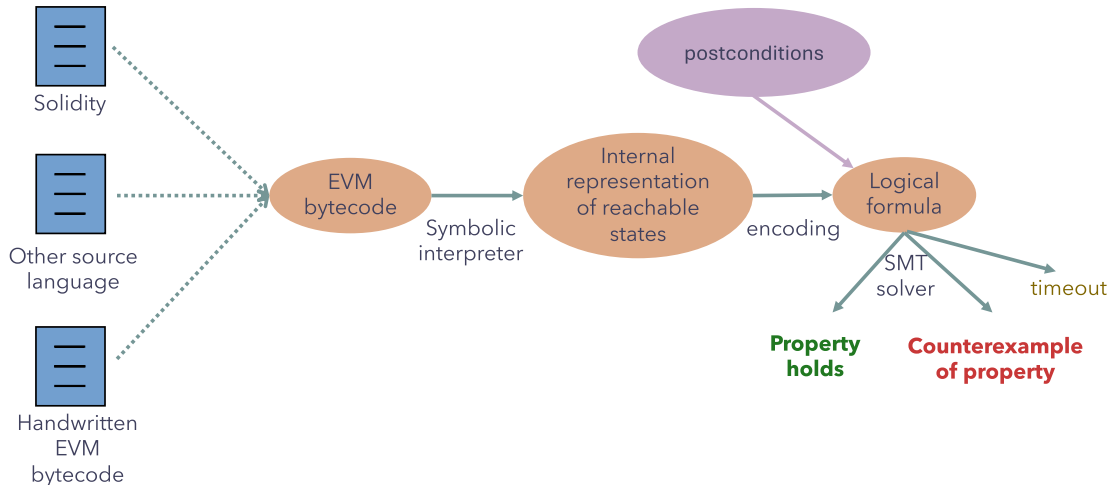 Solidity
Other source
language
Handwritten
EVM
bytecode
EVM
bytecode
Symbolic
interpreter
Internal
representation
of reachable
states
encoding
postconditions
Logical
formula
SMT
solver
timeout
Property
holds
Counterexample
of property